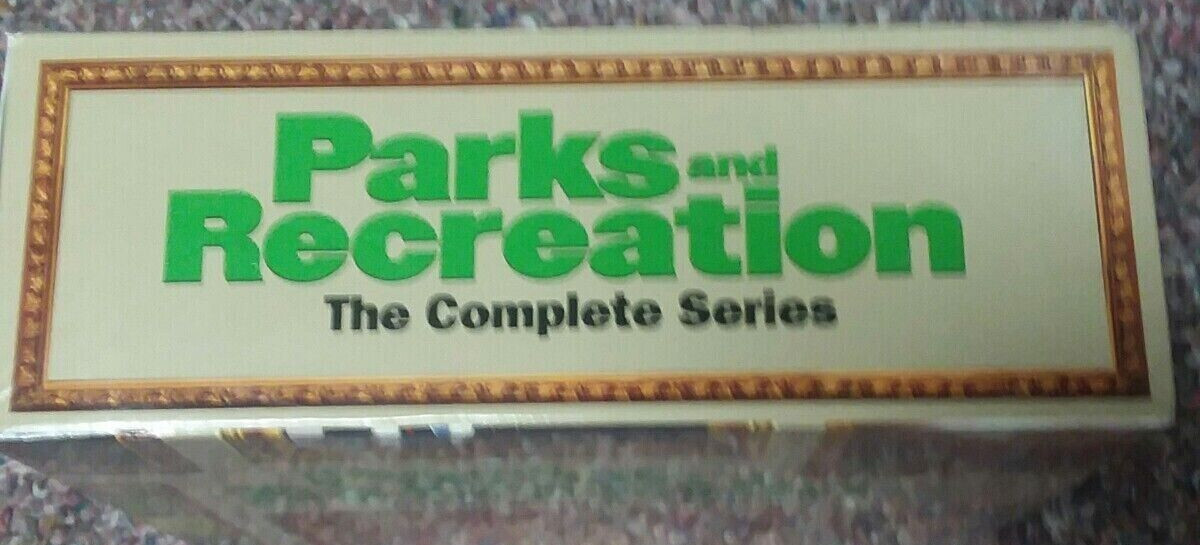 Parks and
Recreation
The Complete Series